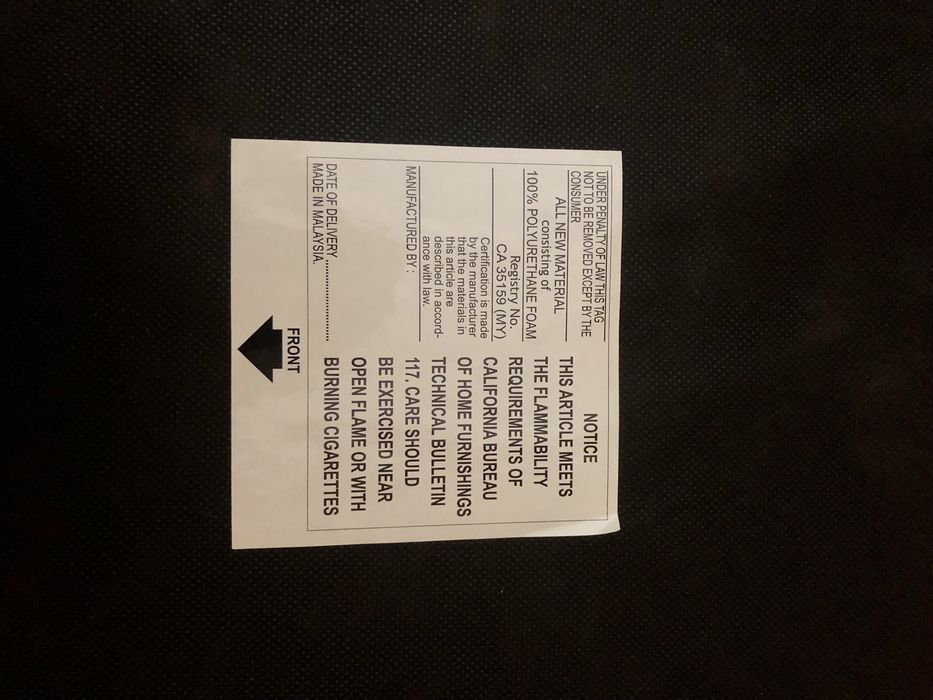 UNDER PENALTY OF LAW THIS TAG
NOT TO BE REMOVED EXCEPT BY THE
CONSUMER
ALL NEW MATERIAL
consisting of
100% POLYURETHANE FOAM
Registry No.
CA 35159 (MY)
Certification is made
by the manufacturer
that the materials in
this article are
described in accord-
ance with law.
MANUFACTURED BY :
DATE OF DELIVERY ..............................
MADE IN MALAYSIA.
NOTICE
THIS ARTICLE MEETS
THE FLAMMABILITY
REQUIREMENTS OF
CALIFORNIA BUREAU
OF HOME FURNISHINGS
TECHNICAL BULLETIN
117. CARE SHOULD
BE EXERCISED NEAR
OPEN FLAME OR WITH
BURNING CIGARETTES
FRONT